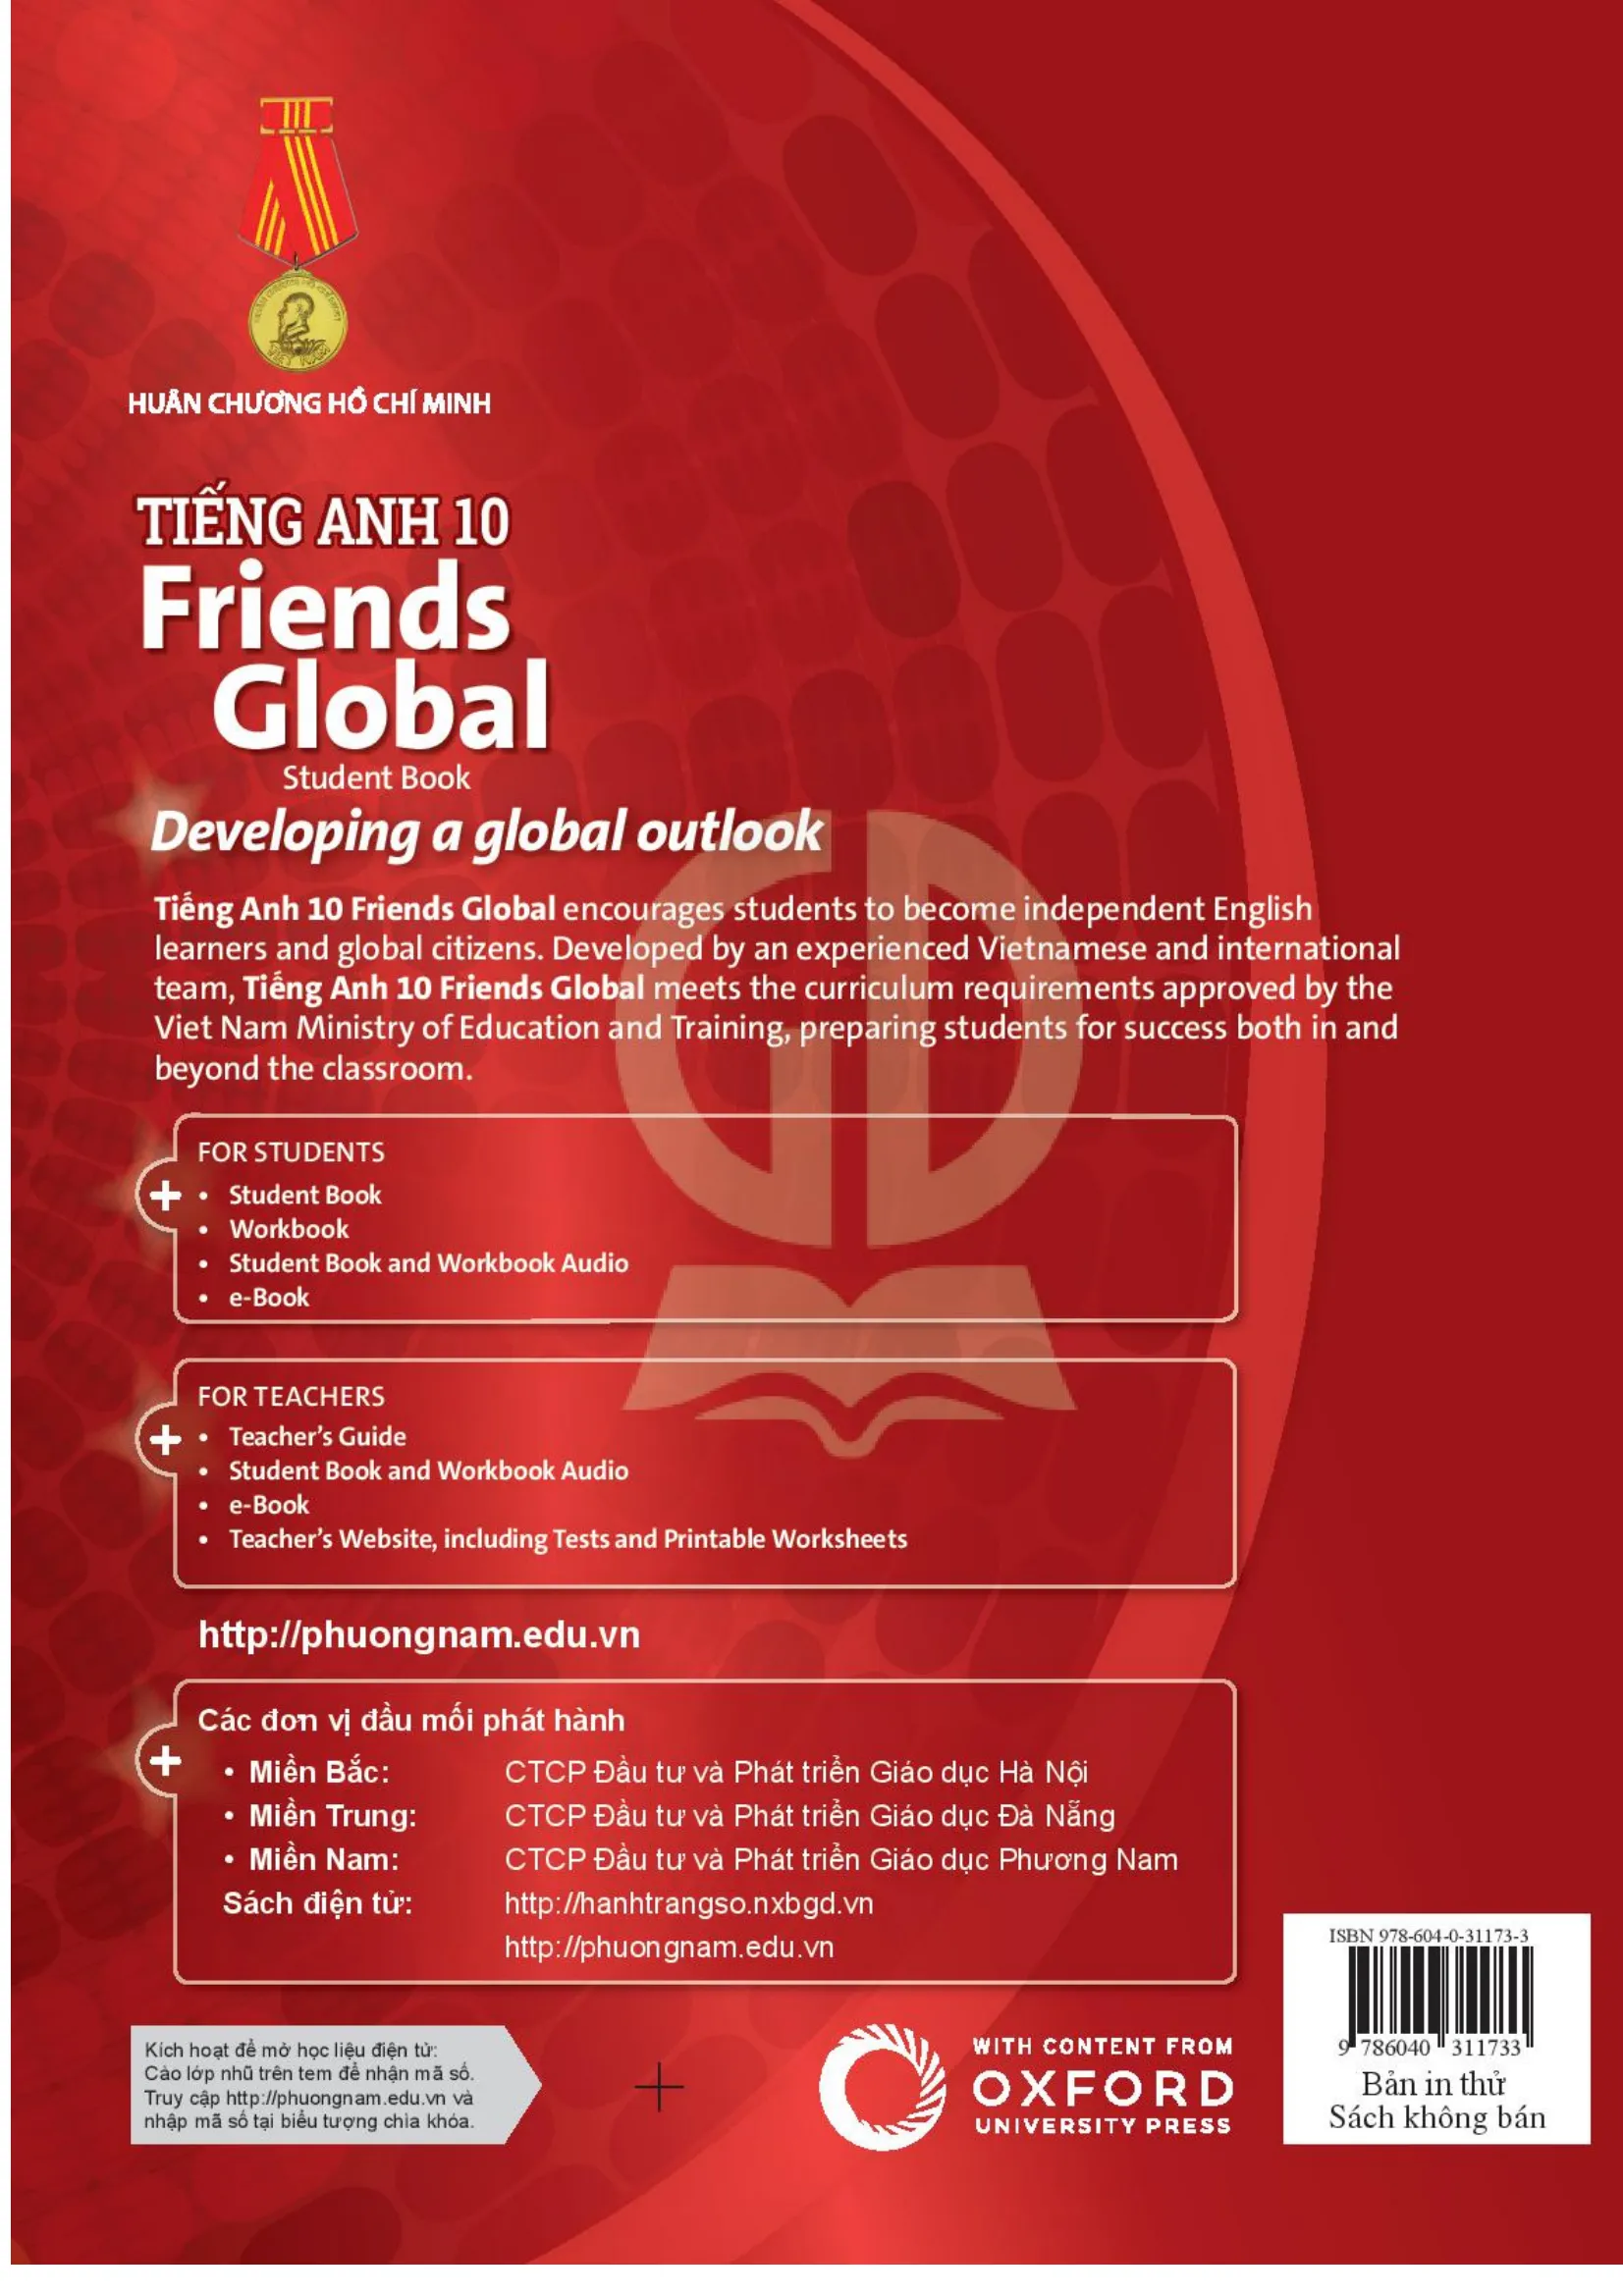 HUÂN CHƯƠNG HỒ CHÍ MINH
TIẾNG ANH 10
Friends
Global
Student Book
Developing a global outlook
Tiếng Anh 10 Friends Global encourages students to become independent English
learners and global citizens. Developed by an experienced Vietnamese and international
team, Tiếng Anh 10 Friends Global meets the curriculum requirements approved by the
Viet Nam Ministry of Education and Training, preparing students for success both in and
beyond the classroom.
FOR STUDENTS
• Student Book
• Workbook
• Student Book and Workbook Audio
• e-Book
FOR TEACHERS
• Teacher's Guide
• Student Book and Workbook Audio
• e-Book
• Teacher's Website, including Tests and Printable Worksheets
http://phuongnam.edu.vn
Các đơn vị đầu mối phát hành
• Miền Bắc: CTCP Đầu tư và Phát triển Giáo dục Hà Nội
• Miền Trung: CTCP Đầu tư và Phát triển Giáo dục Đà Nẵng
• Miền Nam: CTCP Đầu tư và Phát triển Giáo dục Phương Nam
Sách điện tử: http://hanhtrangso.nxbgd.vn
http://phuongnam.edu.vn
Kích hoạt để mở học liệu điện tử:
Cào lớp nhũ trên tem để nhận mã số.
Truy cập http://phuongnam.edu.vn và
nhập mã số tại biểu tượng chìa khóa.
WITH CONTENT FROM
OXFORD
UNIVERSITY PRESS
ISBN 978-604-0-31173-3
9 786040 311733
Bản in thử
Sách không bán
GD